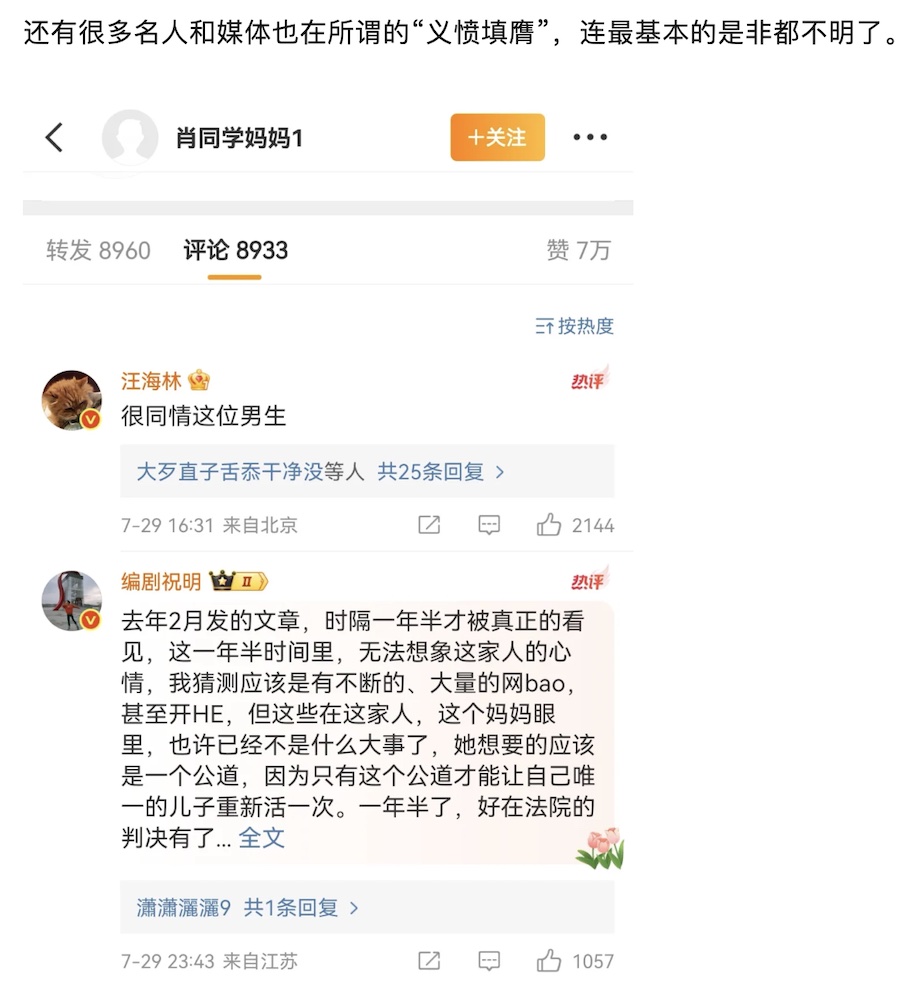 还有很多名人和媒体也在所谓的“义愤填膺”，连最基本的是非都不明了。
肖同学妈妈1
+关注
转发 8960 评论 8933 赞 7万
按热度
汪海林
热评
很同情这位男生
大歹直子舌忝干净没等人 共25条回复
7-29 16:31 来自北京 2144
编剧祝明 II
热评
去年2月发的文章，时隔一年半才被真正的看
见，这一年半时间里，无法想象这家人的心
情，我猜测应该是有不断的、大量的网bao，
甚至开HE，但这些在这家人，这个妈妈眼
里，也许已经不是什么大事了，她想要的应该
是一个公道，因为只有这个公道才能让自己唯
一的儿子重新活一次。一年半了，好在法院的
判决有了... 全文
瀟瀟灑灑9 共1条回复
7-29 23:43 来自江苏 1057